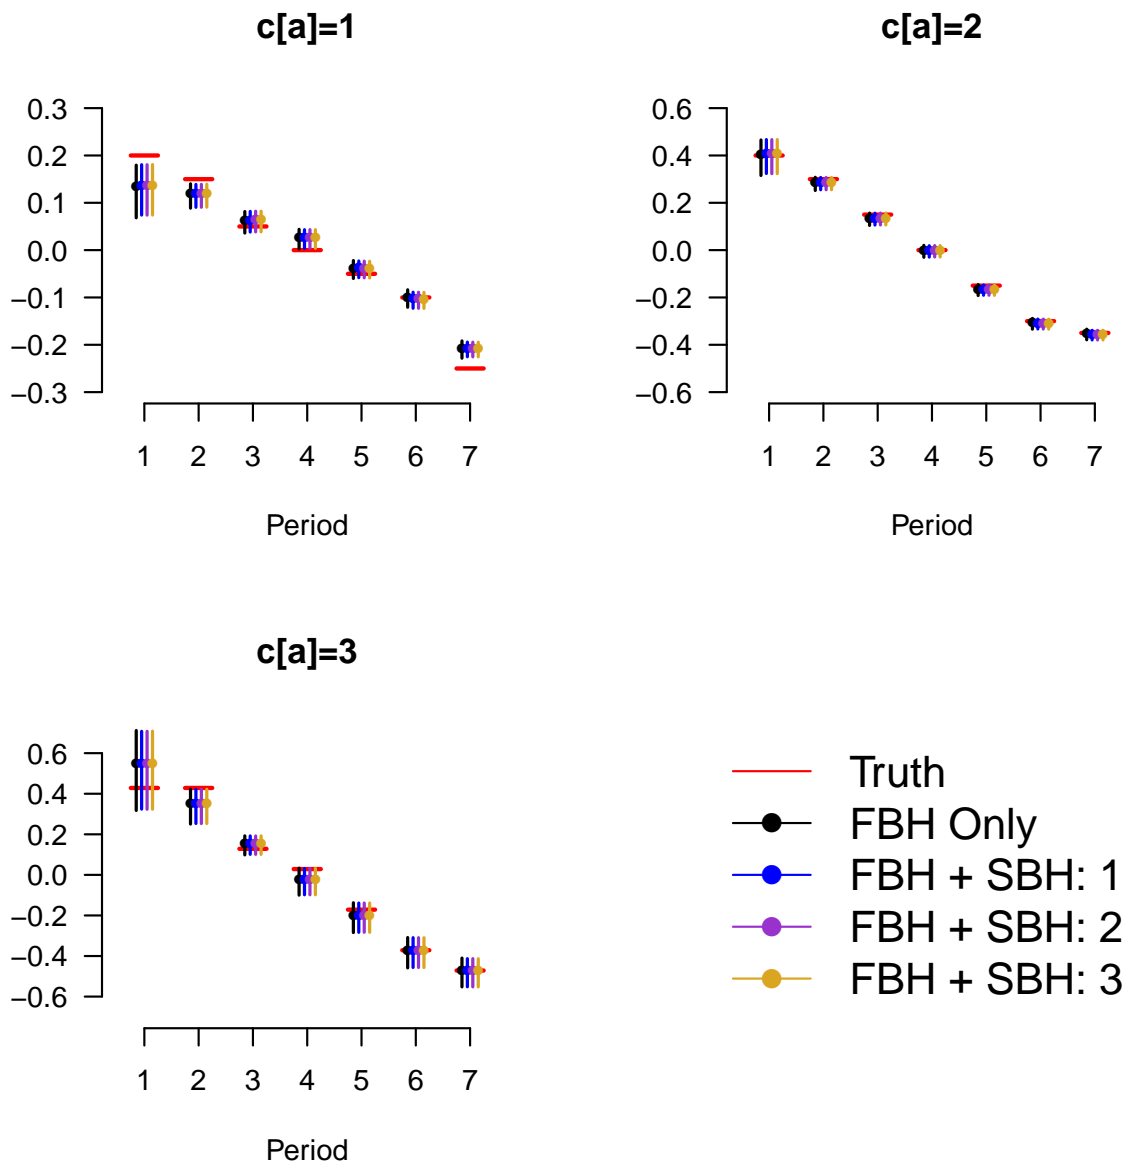 c[a]=1
0.3
0.2
0.1
0.0
−0.1
−0.2
−0.3
1 2 3 4 5 6 7
Period
c[a]=2
0.6
0.4
0.2
0.0
−0.2
−0.4
−0.6
1 2 3 4 5 6 7
Period
c[a]=3
0.6
0.4
0.2
0.0
−0.2
−0.4
−0.6
1 2 3 4 5 6 7
Period
Truth
FBH Only
FBH + SBH: 1
FBH + SBH: 2
FBH + SBH: 3